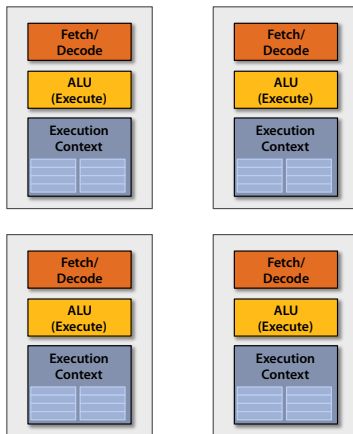 Fetch/
Decode
ALU
(Execute)
Execution
Context
Fetch/
Decode
ALU
(Execute)
Execution
Context
Fetch/
Decode
ALU
(Execute)
Execution
Context
Fetch/
Decode
ALU
(Execute)
Execution
Context